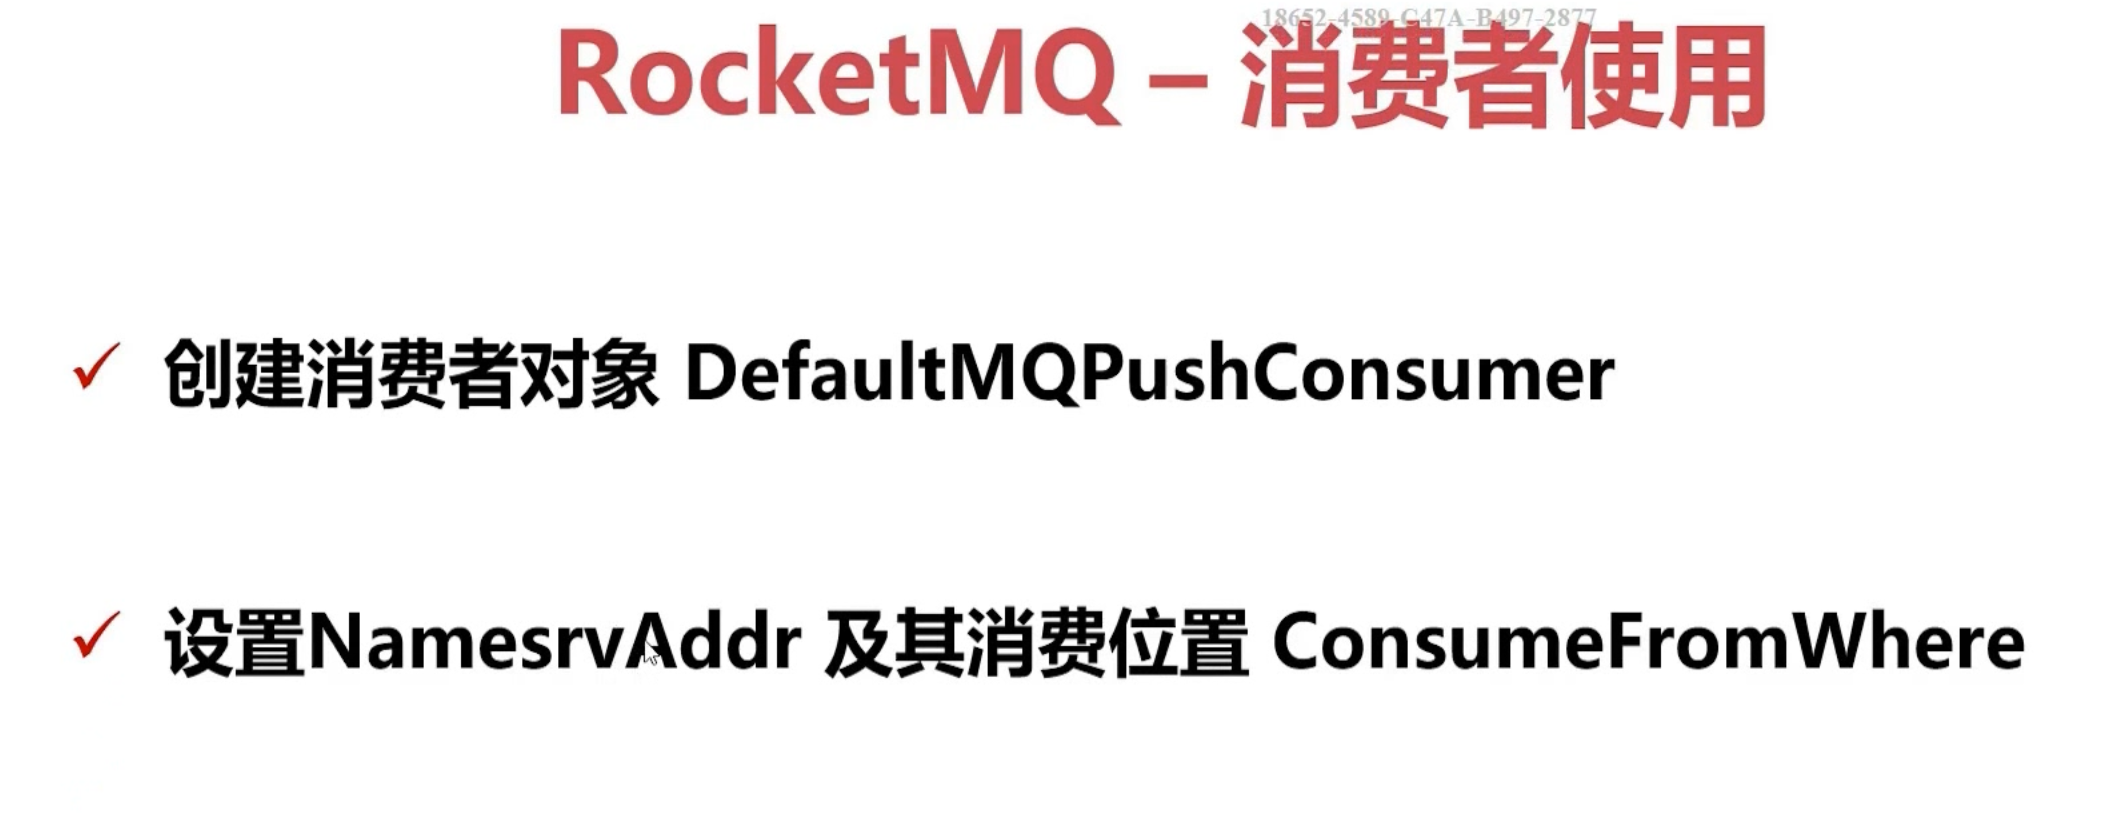 18652-4589-C47A-B497-2877
RocketMQ – 消费者使用
✓ 创建消费者对象 DefaultMQPushConsumer
✓ 设置NamesrvAddr 及其消费位置 ConsumeFromWhere